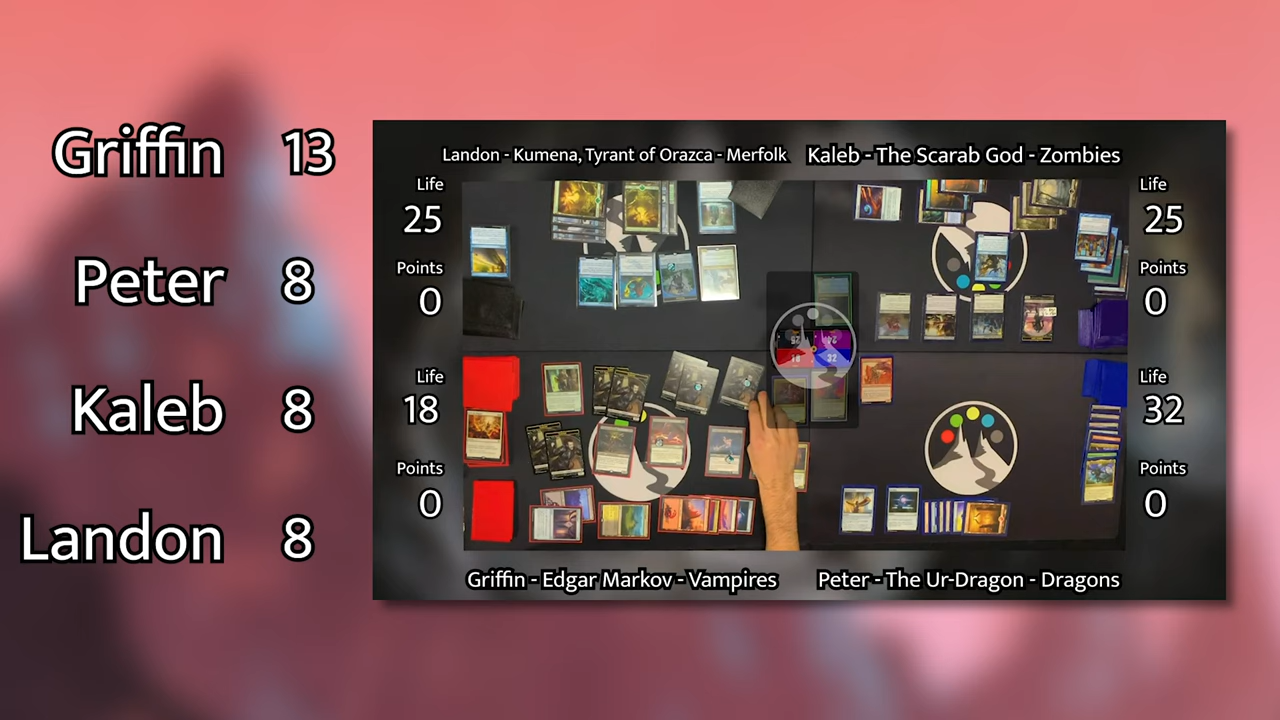 Griffin 13
Peter 8
Kaleb 8
Landon 8
Landon - Kumena, Tyrant of Orazca - Merfolk
Kaleb - The Scarab God - Zombies
Life
25
Points
0
Life
25
Points
0
Life
18
Points
0
Life
32
Points
0
Griffin - Edgar Markov - Vampires
Peter - The Ur-Dragon - Dragons